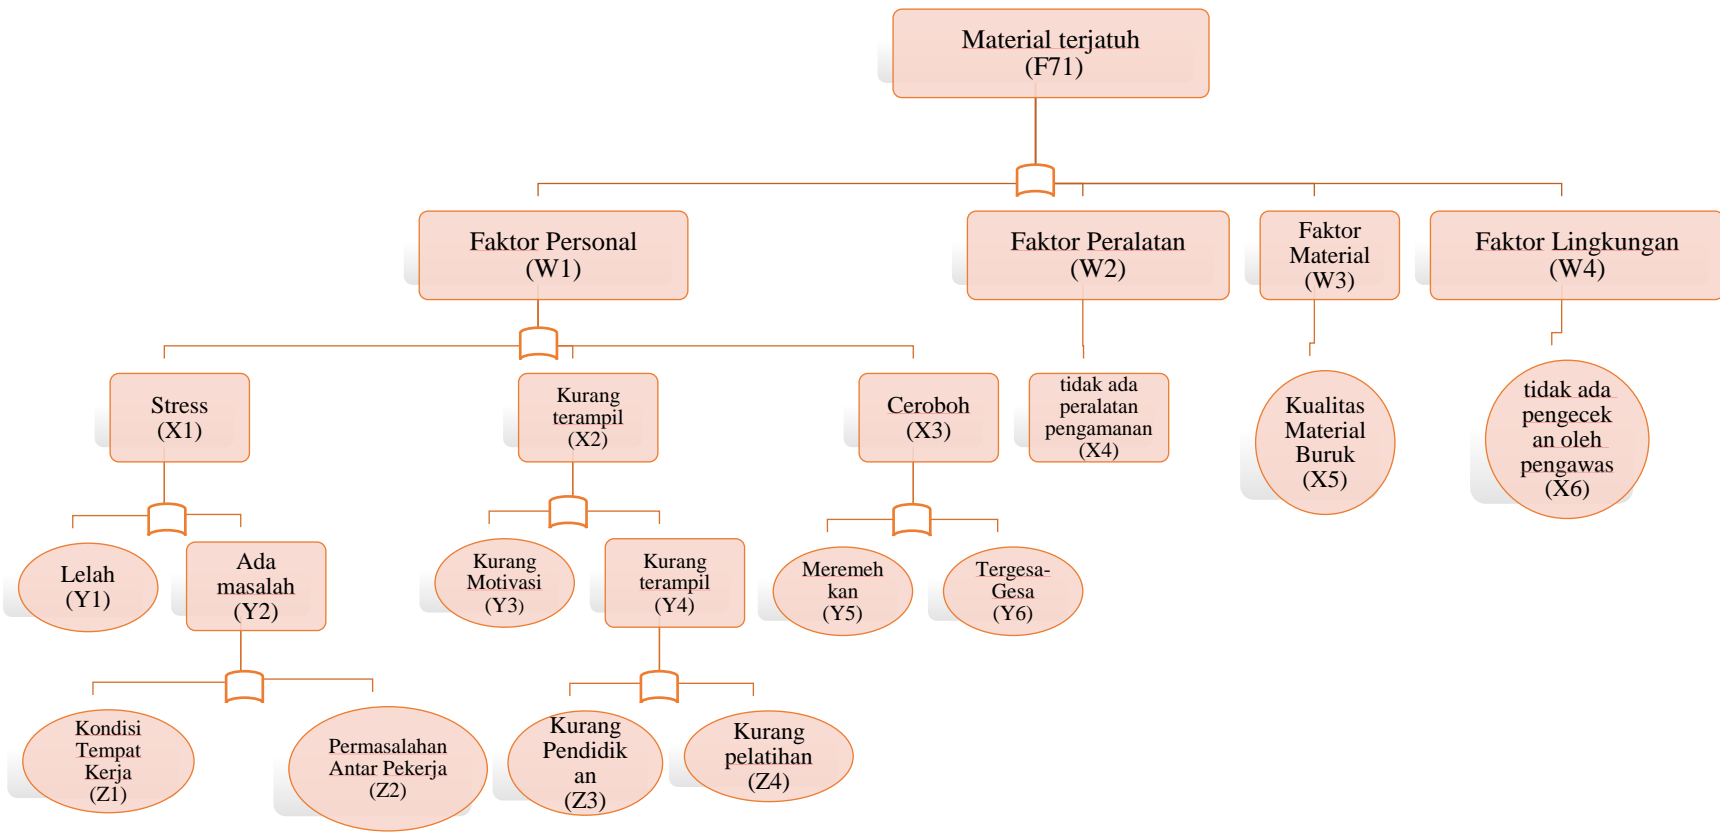 Material terjatuh
(F71)
Faktor Personal
(W1)
Faktor Peralatan
(W2)
Faktor
Material
(W3)
Faktor Lingkungan
(W4)
Stress
(X1)
Kurang
terampil
(X2)
Ceroboh
(X3)
tidak ada
peralatan
pengamanan
(X4)
Kualitas
Material
Buruk
(X5)
tidak ada
pengecek
an oleh
pengawas
(X6)
Lelah
(Y1)
Ada
masalah
(Y2)
Kurang
Motivasi
(Y3)
Kurang
terampil
(Y4)
Meremeh
kan
(Y5)
Tergesa-
Gesa
(Y6)
Kondisi
Tempat
Kerja
(Z1)
Permasalahan
Antar Pekerja
(Z2)
Kurang
Pendidik
an
(Z3)
Kurang
pelatihan
(Z4)